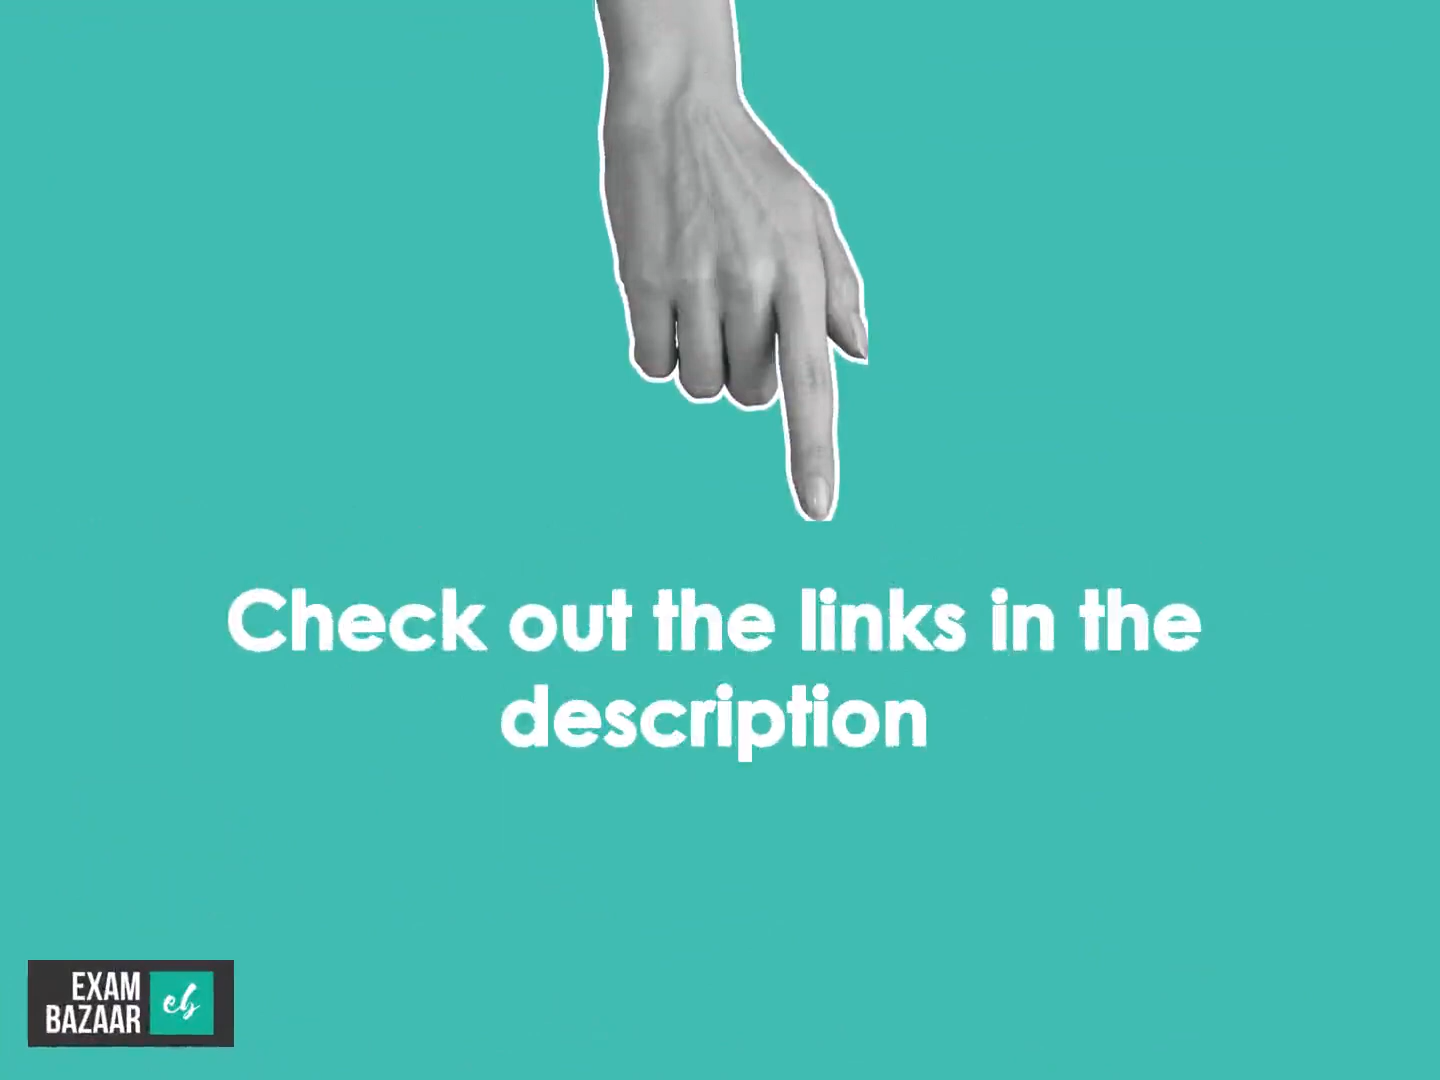 Check out the links in the
description
EXAM
BAZAAR
eb